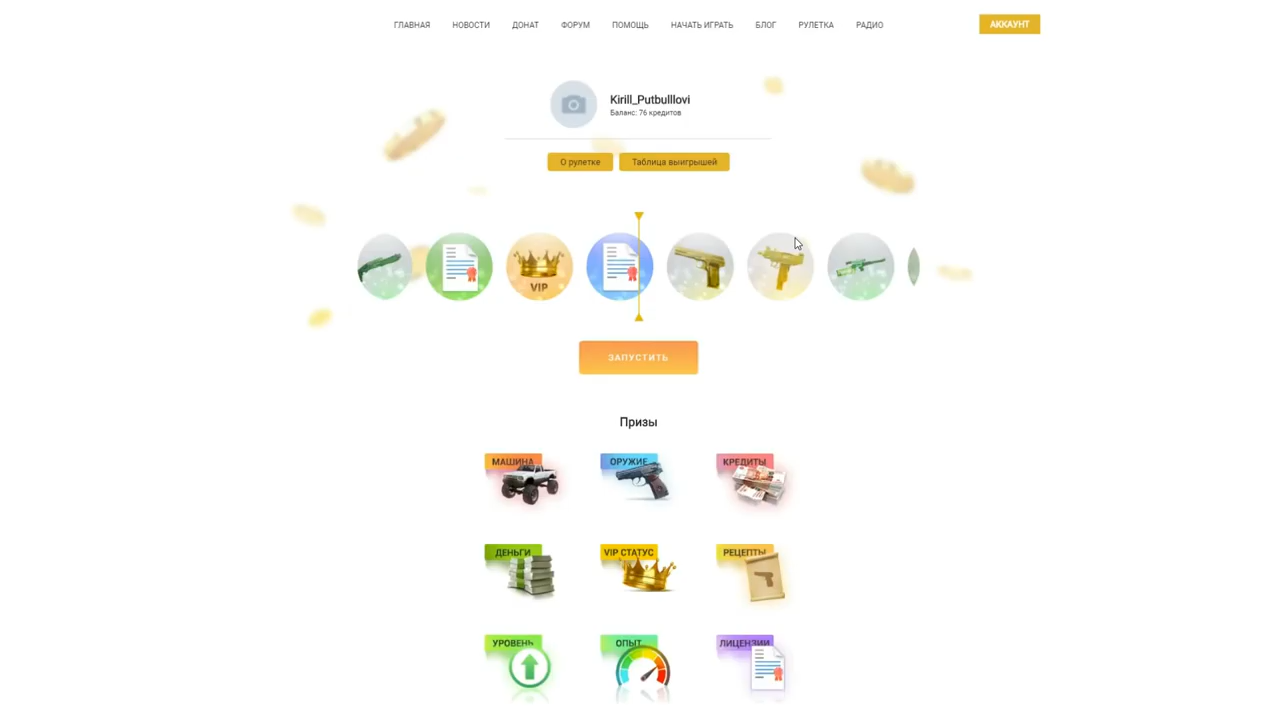 ГЛАВНАЯ НОВОСТИ ДОНАТ ФОРУМ ПОМОЩЬ НАЧАТЬ ИГРАТЬ БЛОГ РУЛЕТКА РАДИО АККАУНТ
Kirill_Putbulllovi
Баланс: 76 кредитов
О рулетке Таблица выигрышей
VIP
ЗАПУСТИТЬ
Призы
МАШИНА ОРУЖИЕ КРЕДИТЫ
ДЕНЬГИ VIP СТАТУС РЕЦЕПТЫ
УРОВЕНЬ ОПЫТ ЛИЦЕНЗИИ